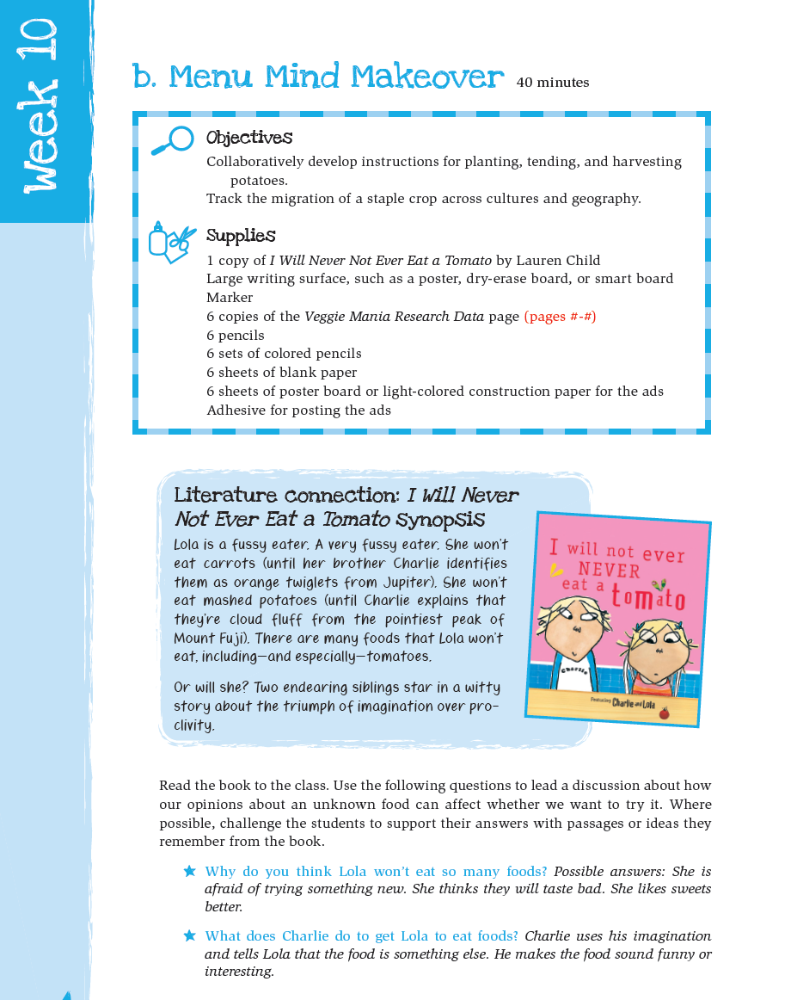 Week 10
b. Menu Mind Makeover 40 minutes
Objectives
Collaboratively develop instructions for planting, tending, and harvesting
potatoes.
Track the migration of a staple crop across cultures and geography.
Supplies
1 copy of I Will Never Not Ever Eat a Tomato by Lauren Child
Large writing surface, such as a poster, dry-erase board, or smart board
Marker
6 copies of the Veggie Mania Research Data page (pages #-#)
6 pencils
6 sets of colored pencils
6 sheets of blank paper
6 sheets of poster board or light-colored construction paper for the ads
Adhesive for posting the ads
Literature connection: I Will Never
Not Ever Eat a Tomato synopsis
Lola is a fussy eater. A very fussy eater. She won't
eat carrots (until her brother Charlie identifies
them as orange twiglets from Jupiter). She won't
eat mashed potatoes (until Charlie explains that
they're cloud fluff from the pointiest peak of
Mount Fuji). There are many foods that Lola won't
eat, including—and especially—tomatoes.
Or will she? Two endearing siblings star in a witty
story about the triumph of imagination over pro-
clivity.
I will not ever
NEVER
eat a tomato
Charlie
Featuring Charlie and Lola
Read the book to the class. Use the following questions to lead a discussion about how
our opinions about an unknown food can affect whether we want to try it. Where
possible, challenge the students to support their answers with passages or ideas they
remember from the book.
Why do you think Lola won't eat so many foods? Possible answers: She is
afraid of trying something new. She thinks they will taste bad. She likes sweets
better.
What does Charlie do to get Lola to eat foods? Charlie uses his imagination
and tells Lola that the food is something else. He makes the food sound funny or
interesting.